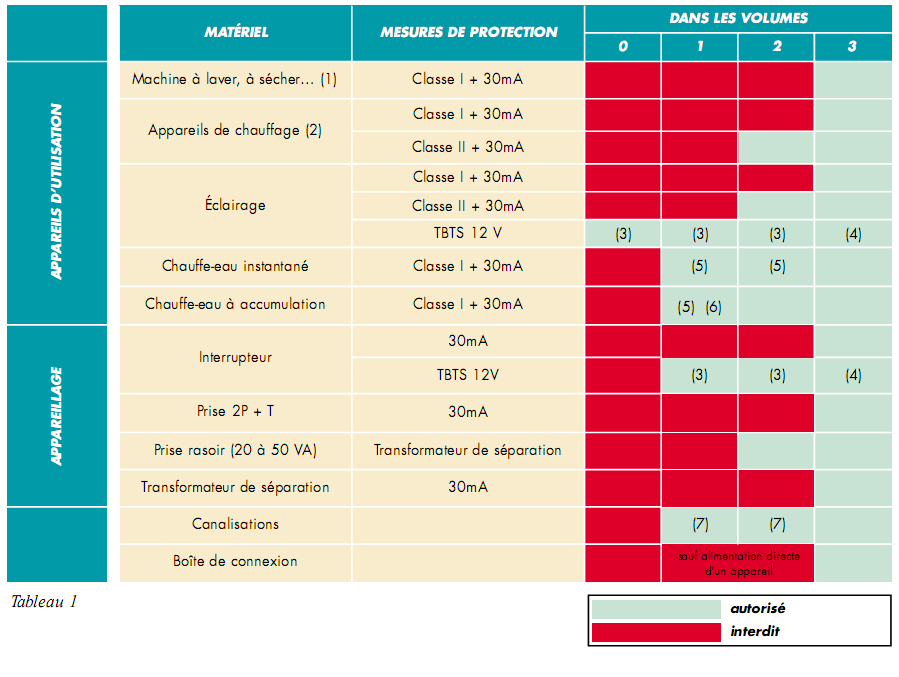 MATÉRIEL
MESURES DE PROTECTION
DANS LES VOLUMES
0 1 2 3
APPAREILS D'UTILISATION
Machine à laver, à sécher... (1) Classe I + 30mA
Appareils de chauffage (2)
Classe I + 30mA
Classe II + 30mA
Éclairage
Classe I + 30mA
Classe II + 30mA
TBTS 12 V (3) (3) (3) (4)
Chauffe-eau instantané Classe I + 30mA (5) (5)
Chauffe-eau à accumulation Classe I + 30mA (5) (6)
APPAREILLAGE
Interrupteur
30mA
TBTS 12V (3) (3) (4)
Prise 2P + T 30mA
Prise rasoir (20 à 50 VA) Transformateur de séparation
Transformateur de séparation 30mA
Canalisations (7) (7)
Boîte de connexion
sauf alimentation directe
d'un appareil
Tableau 1
autorisé
interdit